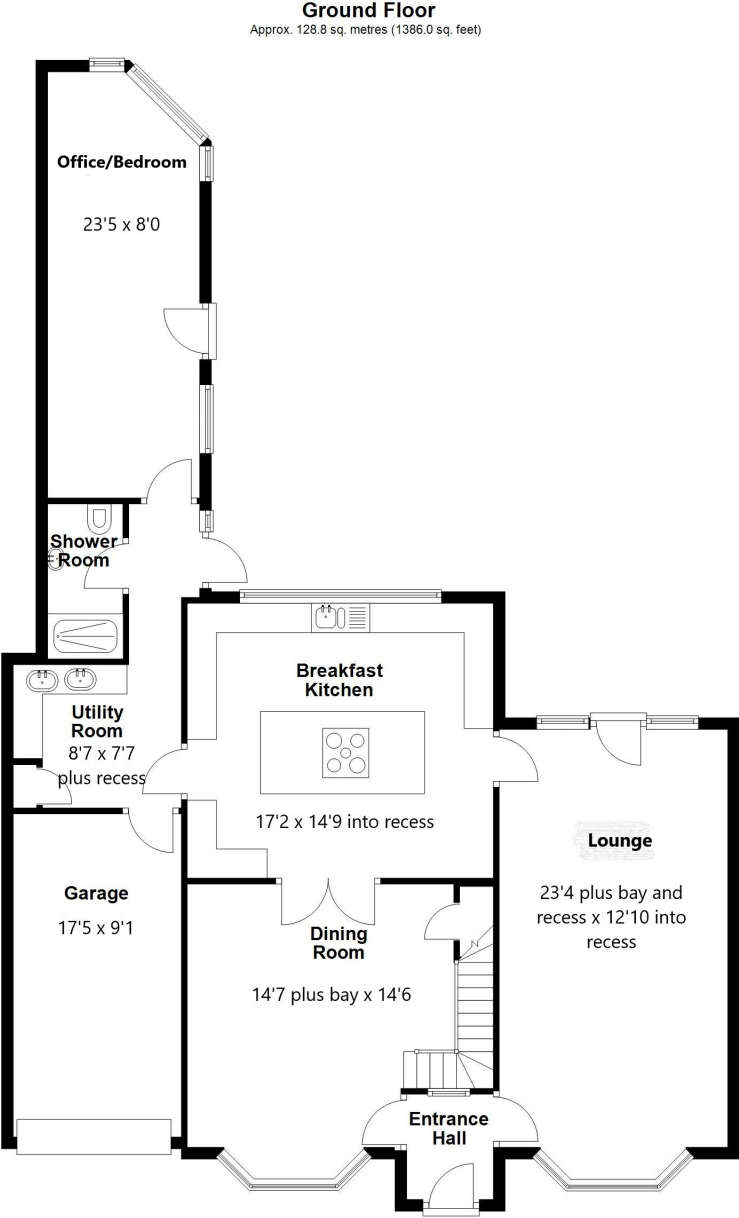 Ground Floor
Approx. 128.8 sq. metres (1386.0 sq. feet)
Office/Bedroom
23'5 x 8'0
Shower
Room
Breakfast
Kitchen
17'2 x 14'9 into recess
Utility
Room
8'7 x 7'7
plus recess
Lounge
23'4 plus bay and
recess x 12'10 into
recess
Garage
17'5 x 9'1
Dining
Room
14'7 plus bay x 14'6
Entrance
Hall